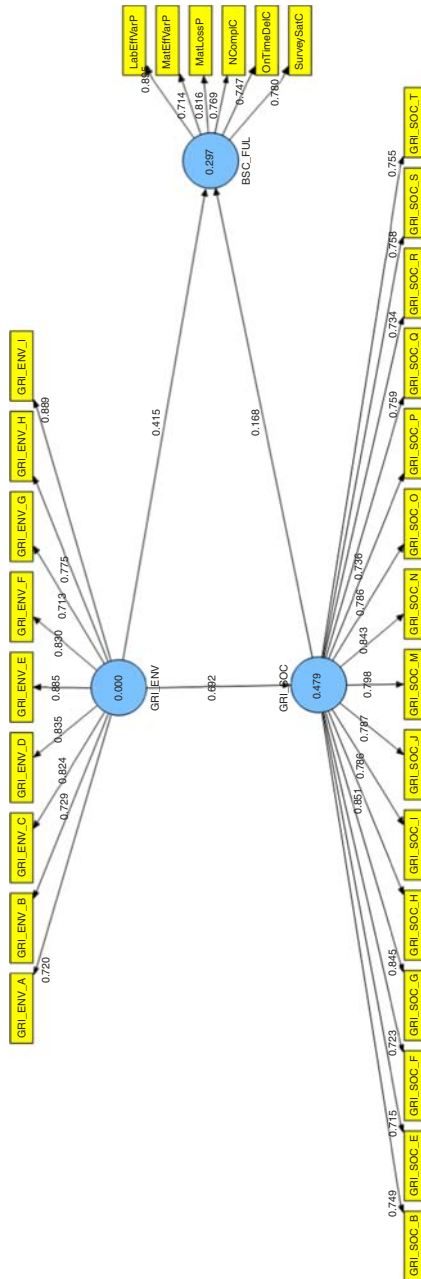 GRI_ENV_A
GRI_ENV_B
GRI_ENV_C
GRI_ENV_D
GRI_ENV_E
GRI_ENV_F
GRI_ENV_G
GRI_ENV_H
GRI_ENV_I
0.720
0.729
0.824
0.835
0.885
0.830
0.713
0.775
0.889
0.000
GRI_ENV
0.415
0.692
0.168
GRI_SOC
0.479
0.297
BSC_FUL
0.714
0.816
0.769
0.747
0.780
LabEffVarP
MatEffVarP
MatLossP
NComplC
OnTimeDelC
SurveySatC
0.749
0.715
0.723
0.845
0.851
0.786
0.787
0.798
0.843
0.786
0.736
0.759
0.734
0.758
0.755
GRI_SOC_B
GRI_SOC_E
GRI_SOC_F
GRI_SOC_G
GRI_SOC_H
GRI_SOC_I
GRI_SOC_J
GRI_SOC_M
GRI_SOC_N
GRI_SOC_O
GRI_SOC_P
GRI_SOC_Q
GRI_SOC_R
GRI_SOC_S
GRI_SOC_T